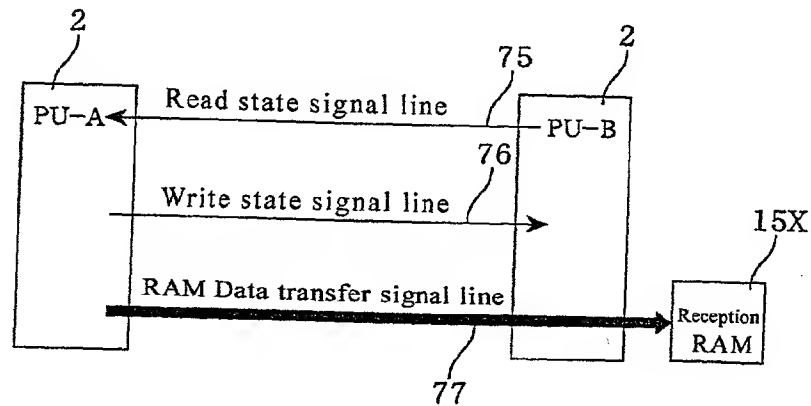 2
75
2
Read state signal line
PU-A
PU-B
76
Write state signal line
15X
RAM Data transfer signal line
Reception
RAM
77